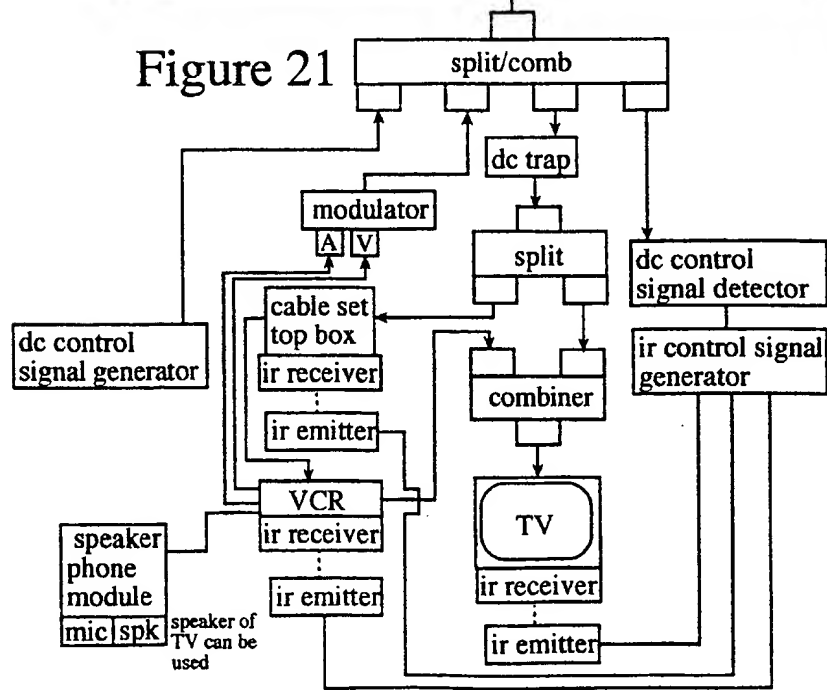 Figure 21
split/comb
dc trap
modulator
A V
split
dc control
signal detector
cable set
top box
ir receiver
dc control
signal generator
ir control signal
generator
combiner
ir emitter
VCR
ir receiver
TV
speaker
phone
module
mic spk
speaker of
TV can be
used
ir emitter
ir receiver
ir emitter